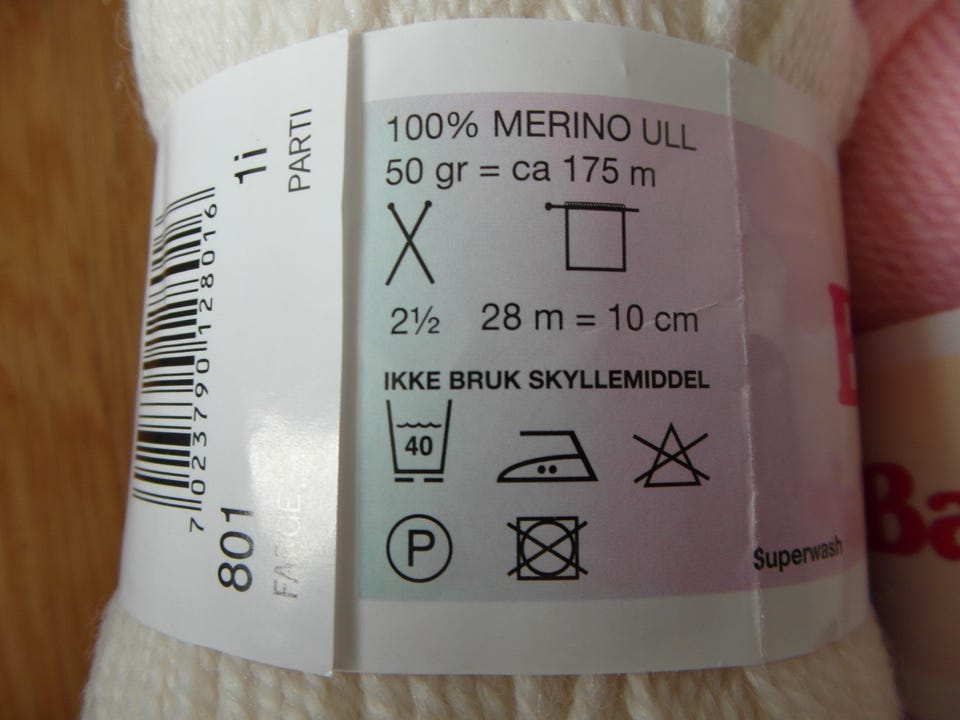 7 023790 128016
1i
PARTI
801
FARGE
100% MERINO ULL
50 gr = ca 175 m
2½ 28 m = 10 cm
IKKE BRUK SKYLLEMIDDEL
40
P
Superwash
Ba